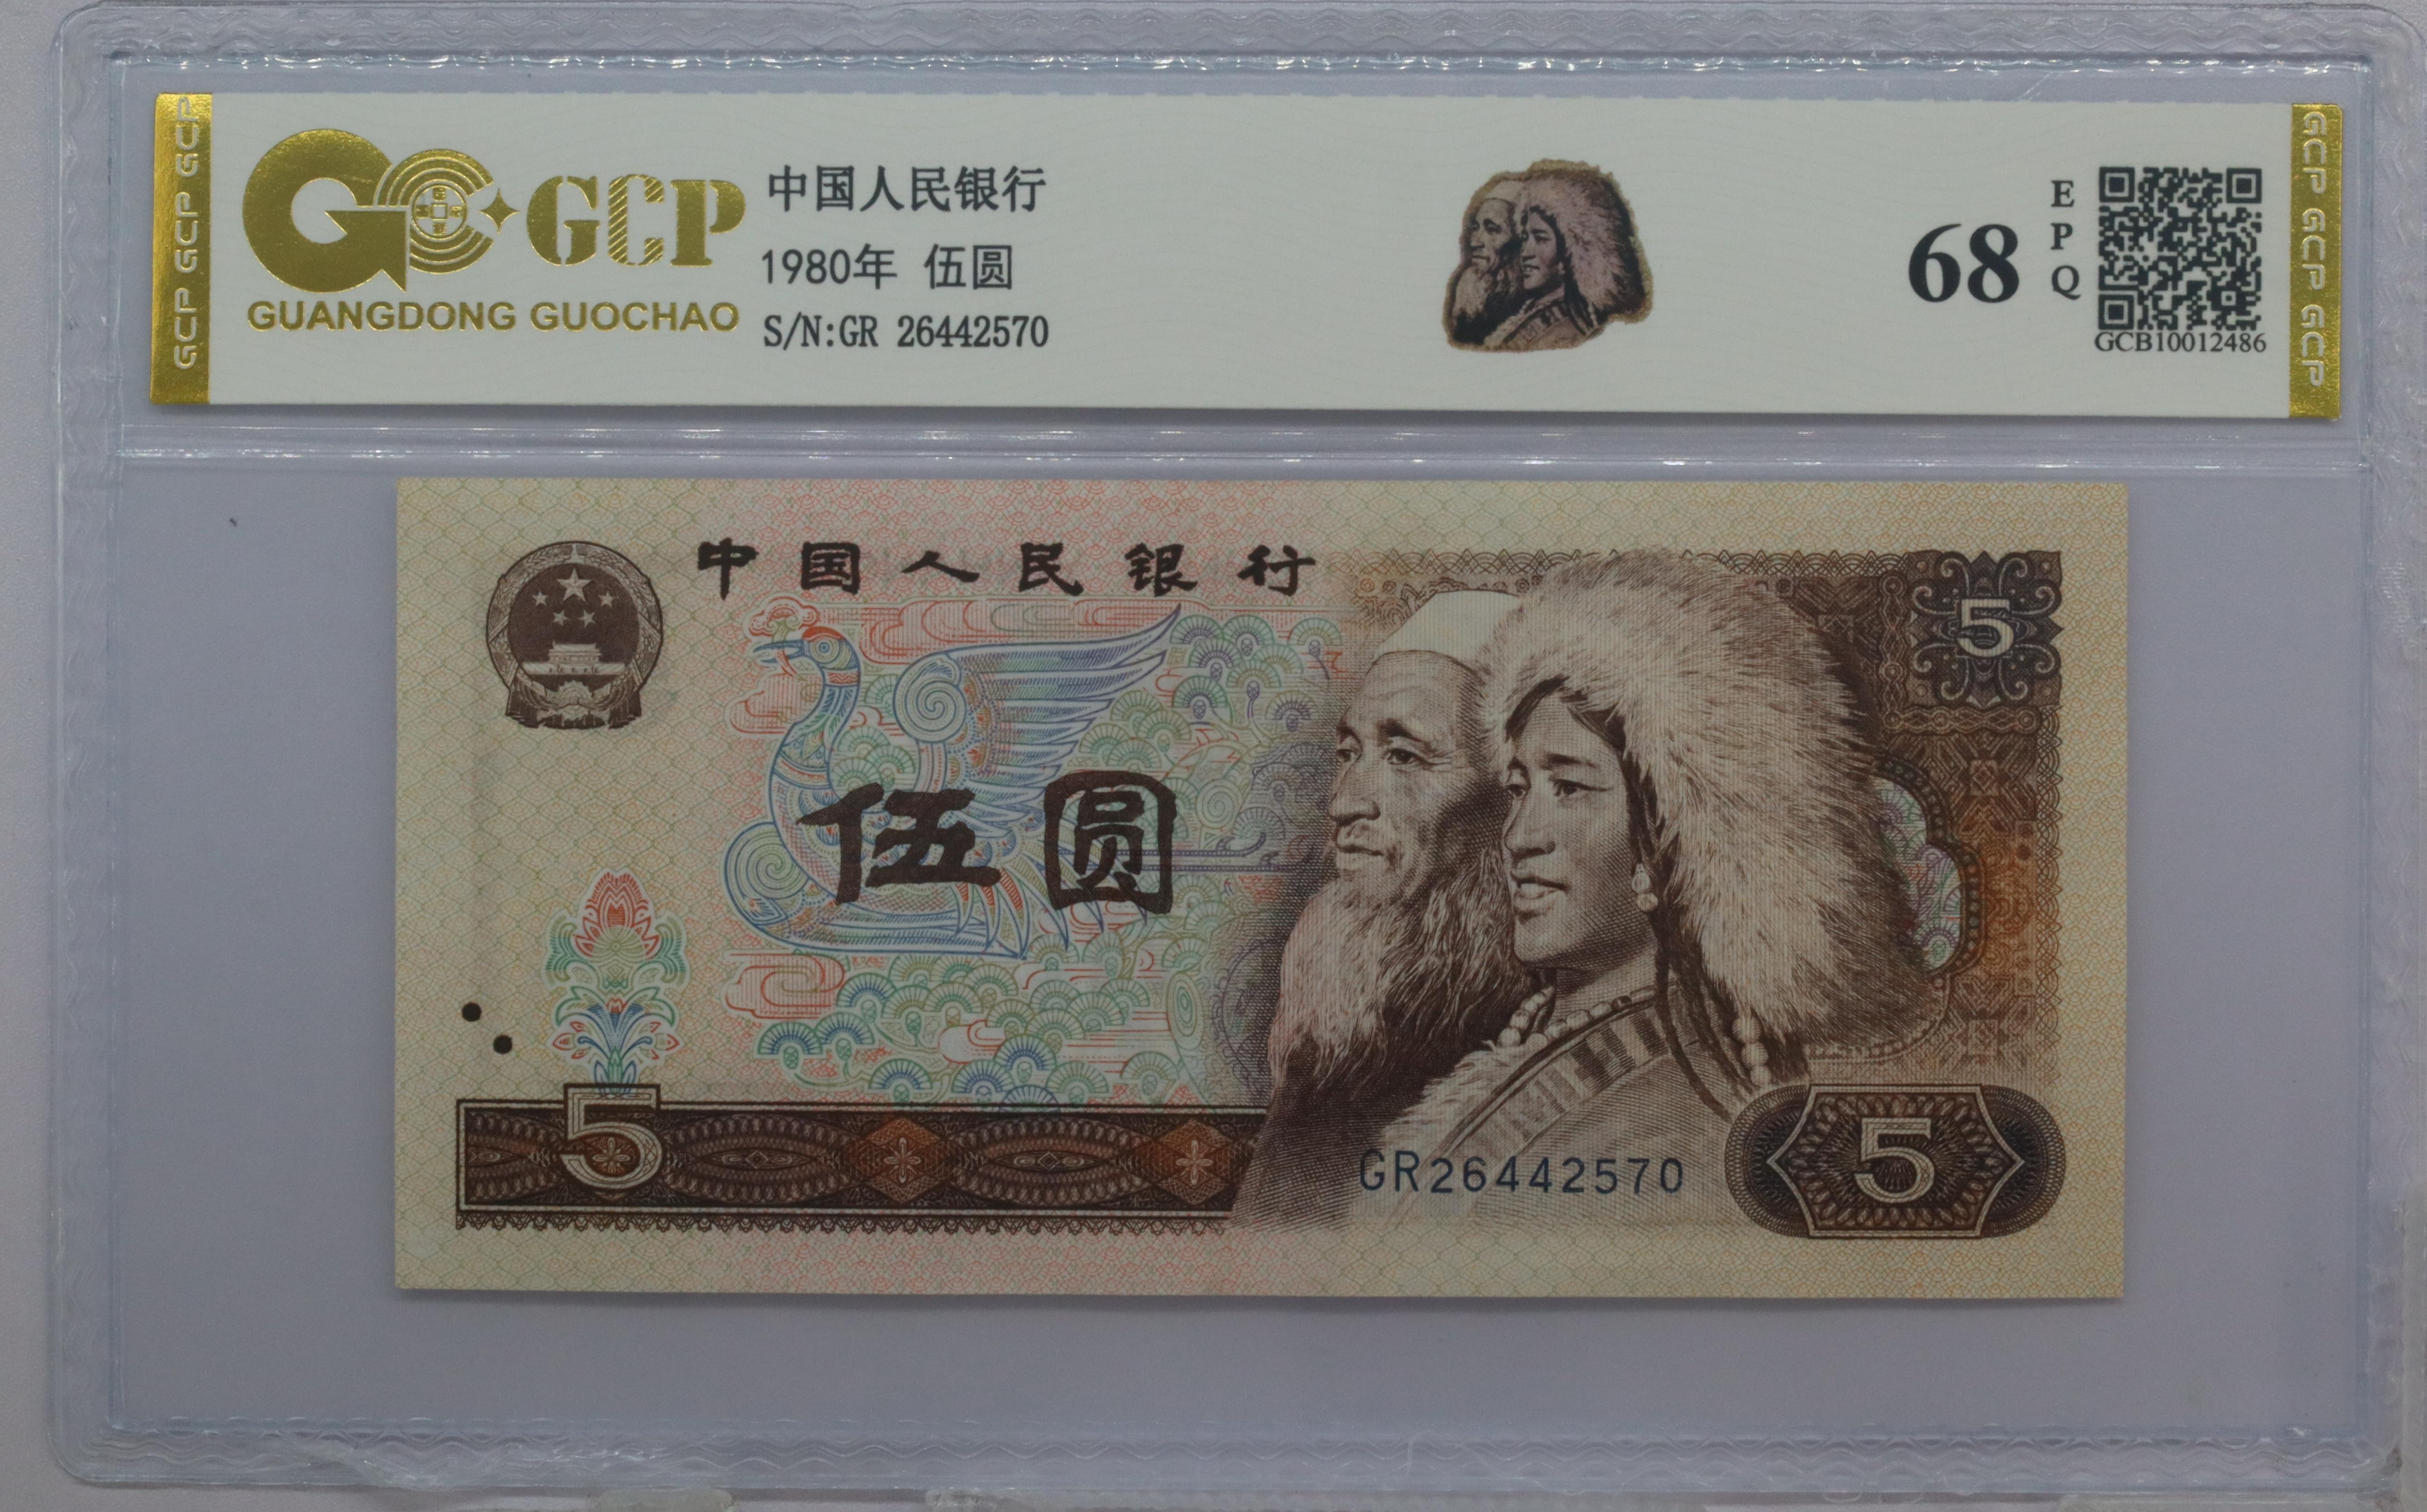 GCP GCP GCP
GCP
GUANGDONG GUOCHAO
中国人民银行
1980年 伍圆
S/N:GR 26442570
68
EPQ
GCB10012486
GCP GCP GCP
中国人民银行
5
伍圆
5
GR26442570
5